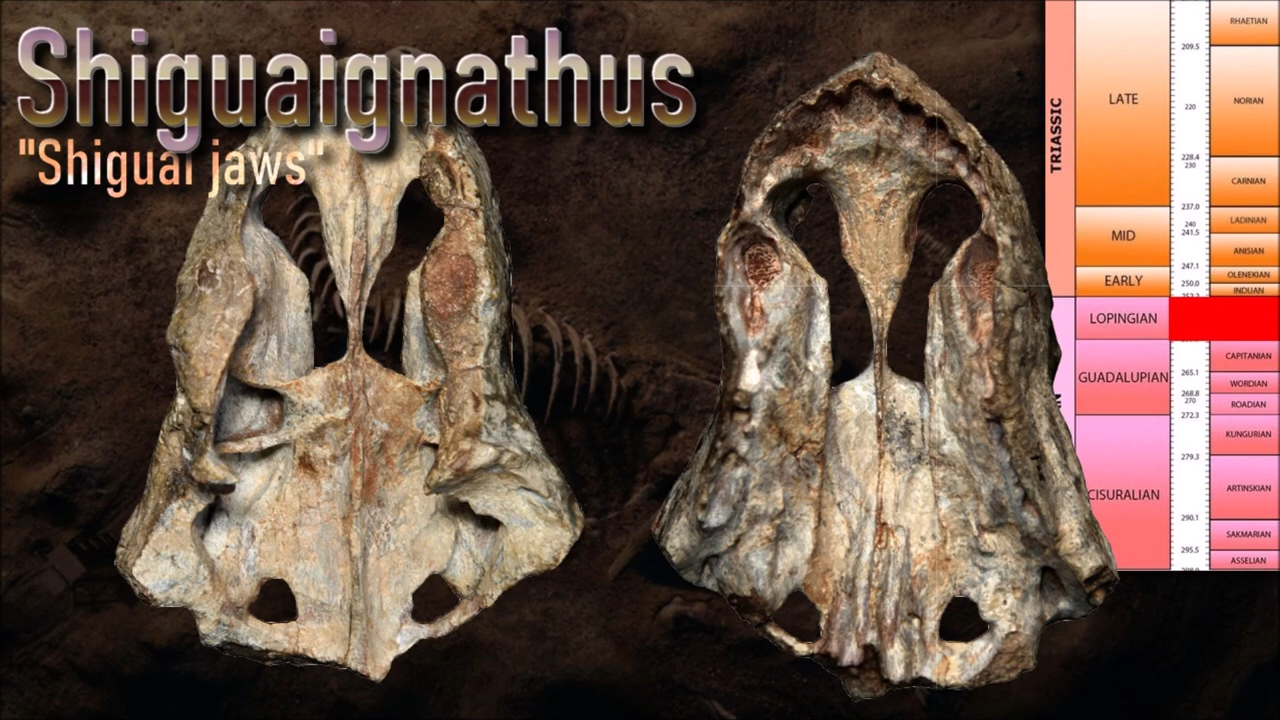 Shiguaignathus
"Shiguai jaws"
TRIASSIC
LATE
MID
EARLY
LOPINGIAN
GUADALUPIAN
CISURALIAN
N
209.5
220
228.4
230
237.0
240
241.5
247.1
250.0
265.1
268.8
270
272.3
279.3
290.1
295.5
RHAETIAN
NORIAN
CARNIAN
LADINIAN
ANISIAN
OLENEKIAN
INDUAN
CAPITANIAN
WORDIAN
ROADIAN
KUNGURIAN
ARTINSKIAN
SAKMARIAN
ASSELIAN